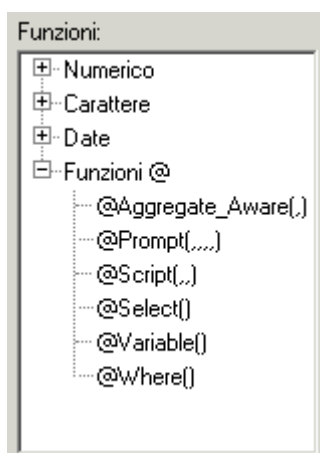 Funzioni:
Numerico
Carattere
Date
Funzioni @
@Aggregate_Aware(,)
@Prompt(,,,,)
@Script(,,)
@Select()
@Variable()
@Where()